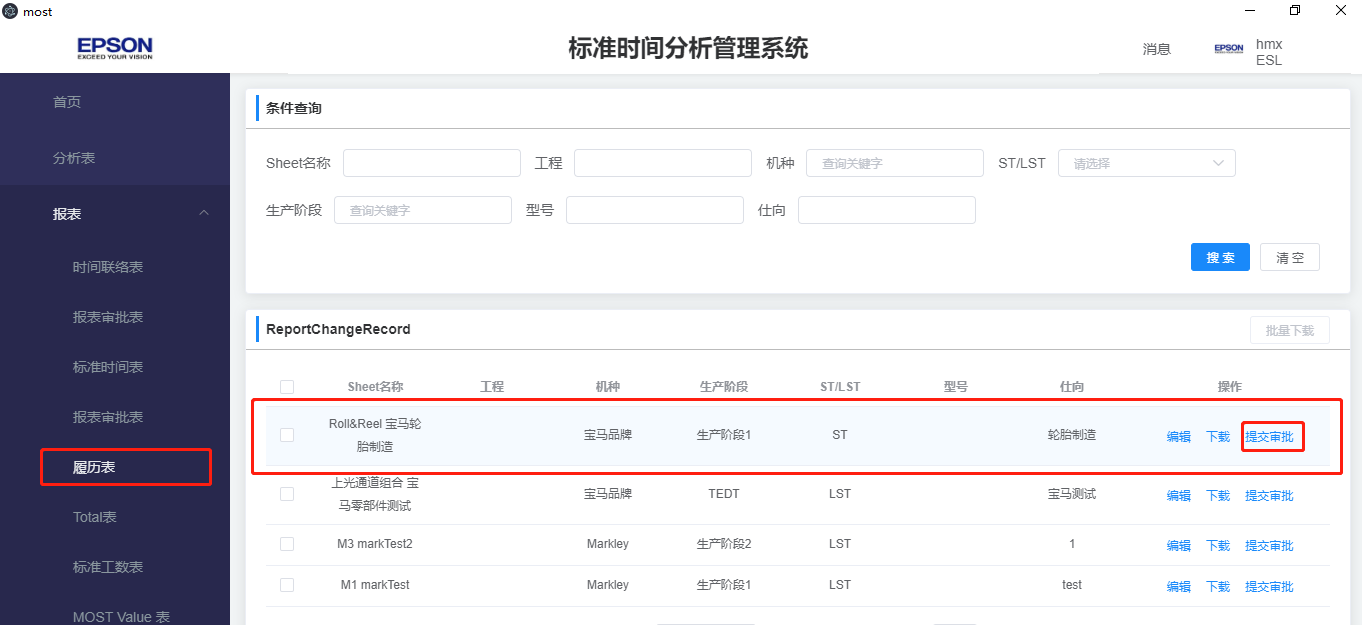 most
EPSON
EXCEED YOUR VISION
标准时间分析管理系统
消息
EPSON
hmx
ESL
首页
分析表
报表
时间联络表
报表审批表
标准时间表
报表审批表
履历表
Total表
标准工数表
MOST Value 表
条件查询
Sheet名称 工程 机种 查询关键字 ST/LST 请选择
生产阶段 查询关键字 型号 仕向
搜 索 清 空
ReportChangeRecord 批量下载
Sheet名称 工程 机种 生产阶段 ST/LST 型号 仕向 操作
Roll&Reel 宝马轮
胎制造 宝马品牌 生产阶段1 ST 轮胎制造 编辑 下载 提交审批
上光通道组合 宝
马零部件测试 宝马品牌 TEDT LST 宝马测试 编辑 下载 提交审批
M3 markTest2 Markley 生产阶段2 LST 1 编辑 下载 提交审批
M1 markTest Markley 生产阶段1 LST test 编辑 下载 提交审批